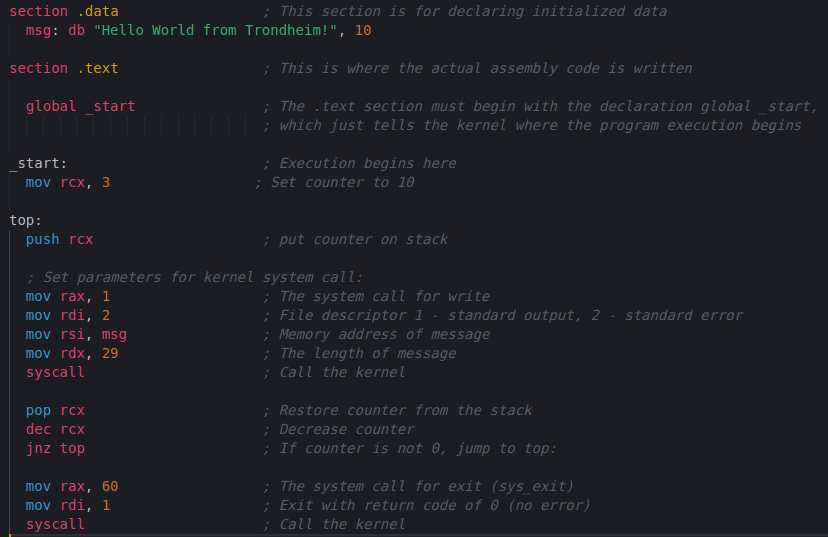 section .data                 ; This section is for declaring initialized data
  msg: db "Hello World from Trondheim!", 10
section .text                 ; This is where the actual assembly code is written
  global _start               ; The .text section must begin with the declaration global _start,
                              ; which just tells the kernel where the program execution begins
_start:                       ; Execution begins here
  mov rcx, 3                 ; Set counter to 10
top:
  push rcx                    ; put counter on stack
  ; Set parameters for kernel system call:
  mov rax, 1                  ; The system call for write
  mov rdi, 2                  ; File descriptor 1 - standard output, 2 - standard error
  mov rsi, msg                ; Memory address of message
  mov rdx, 29                 ; The length of message
  syscall                     ; Call the kernel
  pop rcx                     ; Restore counter from the stack
  dec rcx                     ; Decrease counter
  jnz top                     ; If counter is not 0, jump to top:
  mov rax, 60                 ; The system call for exit (sys_exit)
  mov rdi, 1                  ; Exit with return code of 0 (no error)
  syscall                     ; Call the kernel